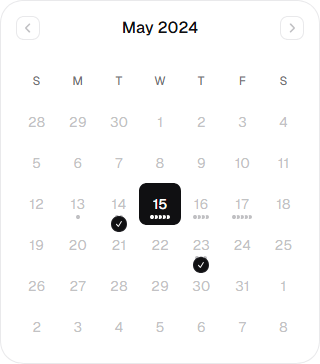 May 2024
S M T W T F S
28 29 30 1 2 3 4
5 6 7 8 9 10 11
12 13 14 15 16 17 18
19 20 21 22 23 24 25
26 27 28 29 30 31 1
2 3 4 5 6 7 8